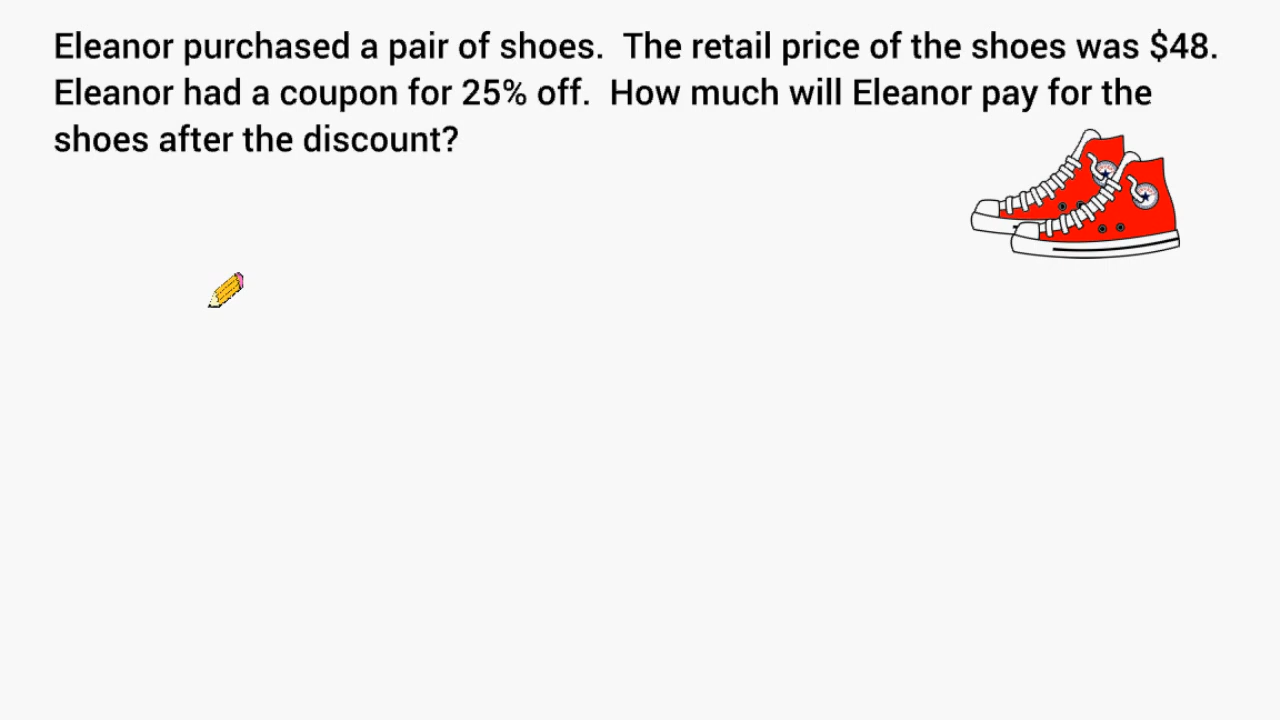 Eleanor purchased a pair of shoes.  The retail price of the shoes was $48.
Eleanor had a coupon for 25% off.  How much will Eleanor pay for the
shoes after the discount?